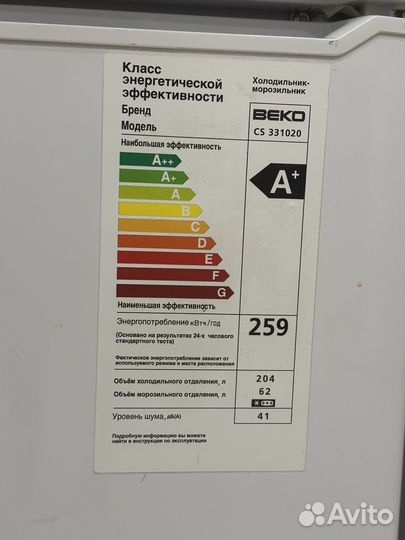 Класс
энергетической
эффективности
Холодильник-
морозильник
Бренд
BEKO
Модель
CS 331020
Наибольшая эффективность
A++
A+
A
B
C
D
E
F
G
A+
Наименьшая эффективность
Энергопотребление кВтч/год
259
(Основано на результатах 24-х часового
стандартного теста)
Фактическое энергопотребление зависит от
используемого режима и места расположения
Объём холодильного отделения, л
204
Объем морозильного отделения, л
62
Уровень шума, дБ(А)
41
Подробную информацию вы можете
найти в инструкции по эксплуатации
Avito